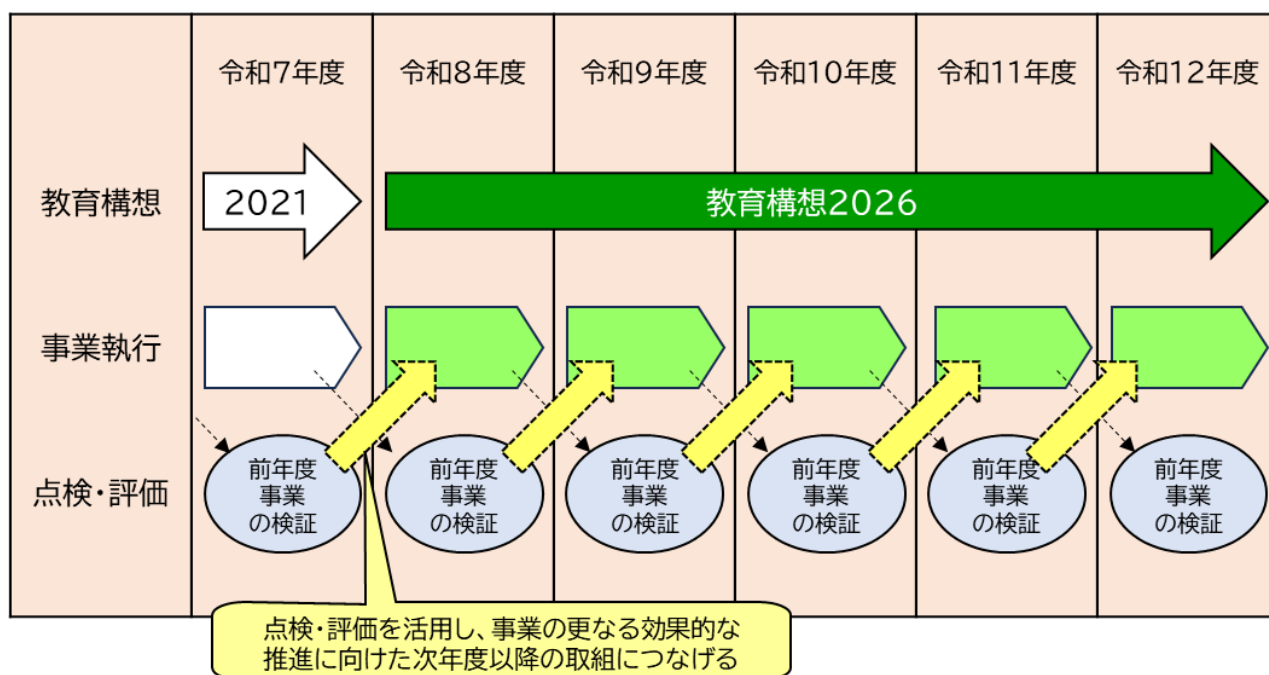 令和7年度
令和8年度
令和9年度
令和10年度
令和11年度
令和12年度
教育構想
2021
教育構想2026
事業執行
点検・評価
前年度
事業
の検証
前年度
事業
の検証
前年度
事業
の検証
前年度
事業
の検証
前年度
事業
の検証
前年度
事業
の検証
点検・評価を活用し、事業の更なる効果的な
推進に向けた次年度以降の取組につなげる